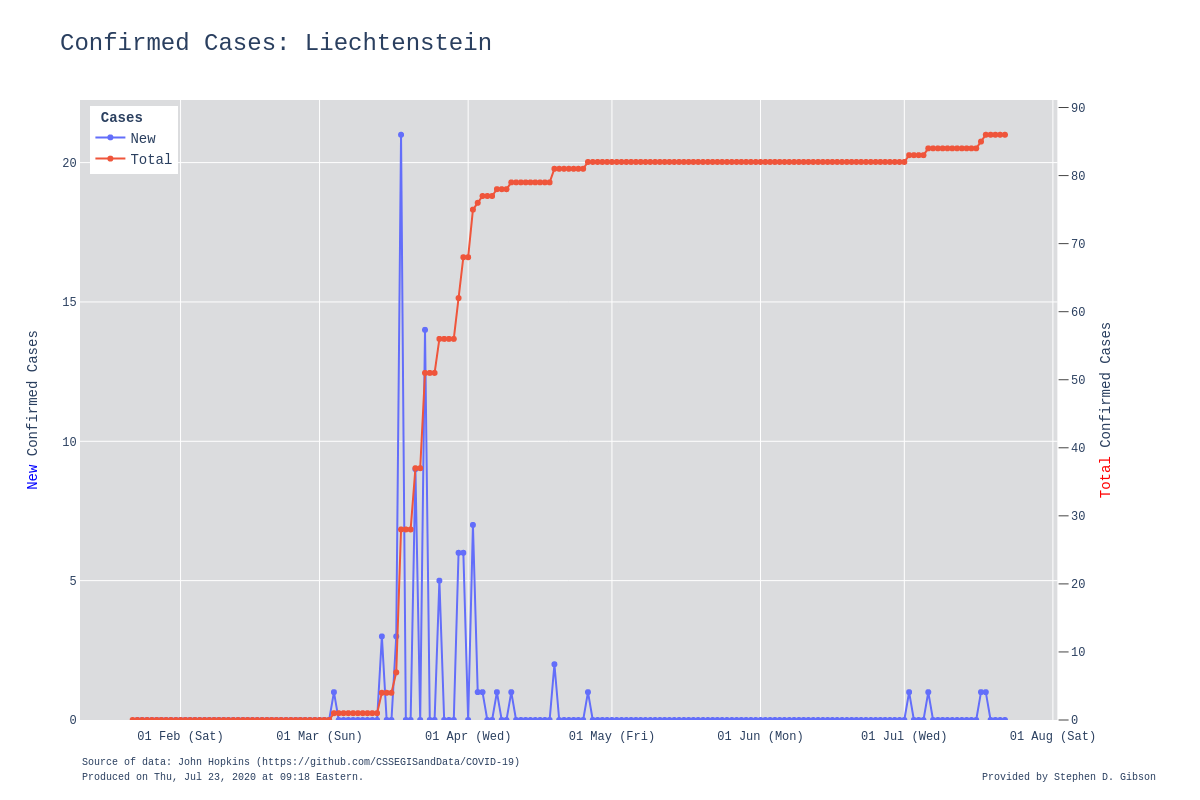 Confirmed Cases: Liechtenstein
Cases
New
Total
20
15
10
5
0
90
80
70
60
50
40
30
20
10
0
New Confirmed Cases
Total Confirmed Cases
01 Feb (Sat) 01 Mar (Sun) 01 Apr (Wed) 01 May (Fri) 01 Jun (Mon) 01 Jul (Wed) 01 Aug (Sat)
Source of data: John Hopkins (https://github.com/CSSEGISandData/COVID-19)
Produced on Thu, Jul 23, 2020 at 09:18 Eastern.
Provided by Stephen D. Gibson